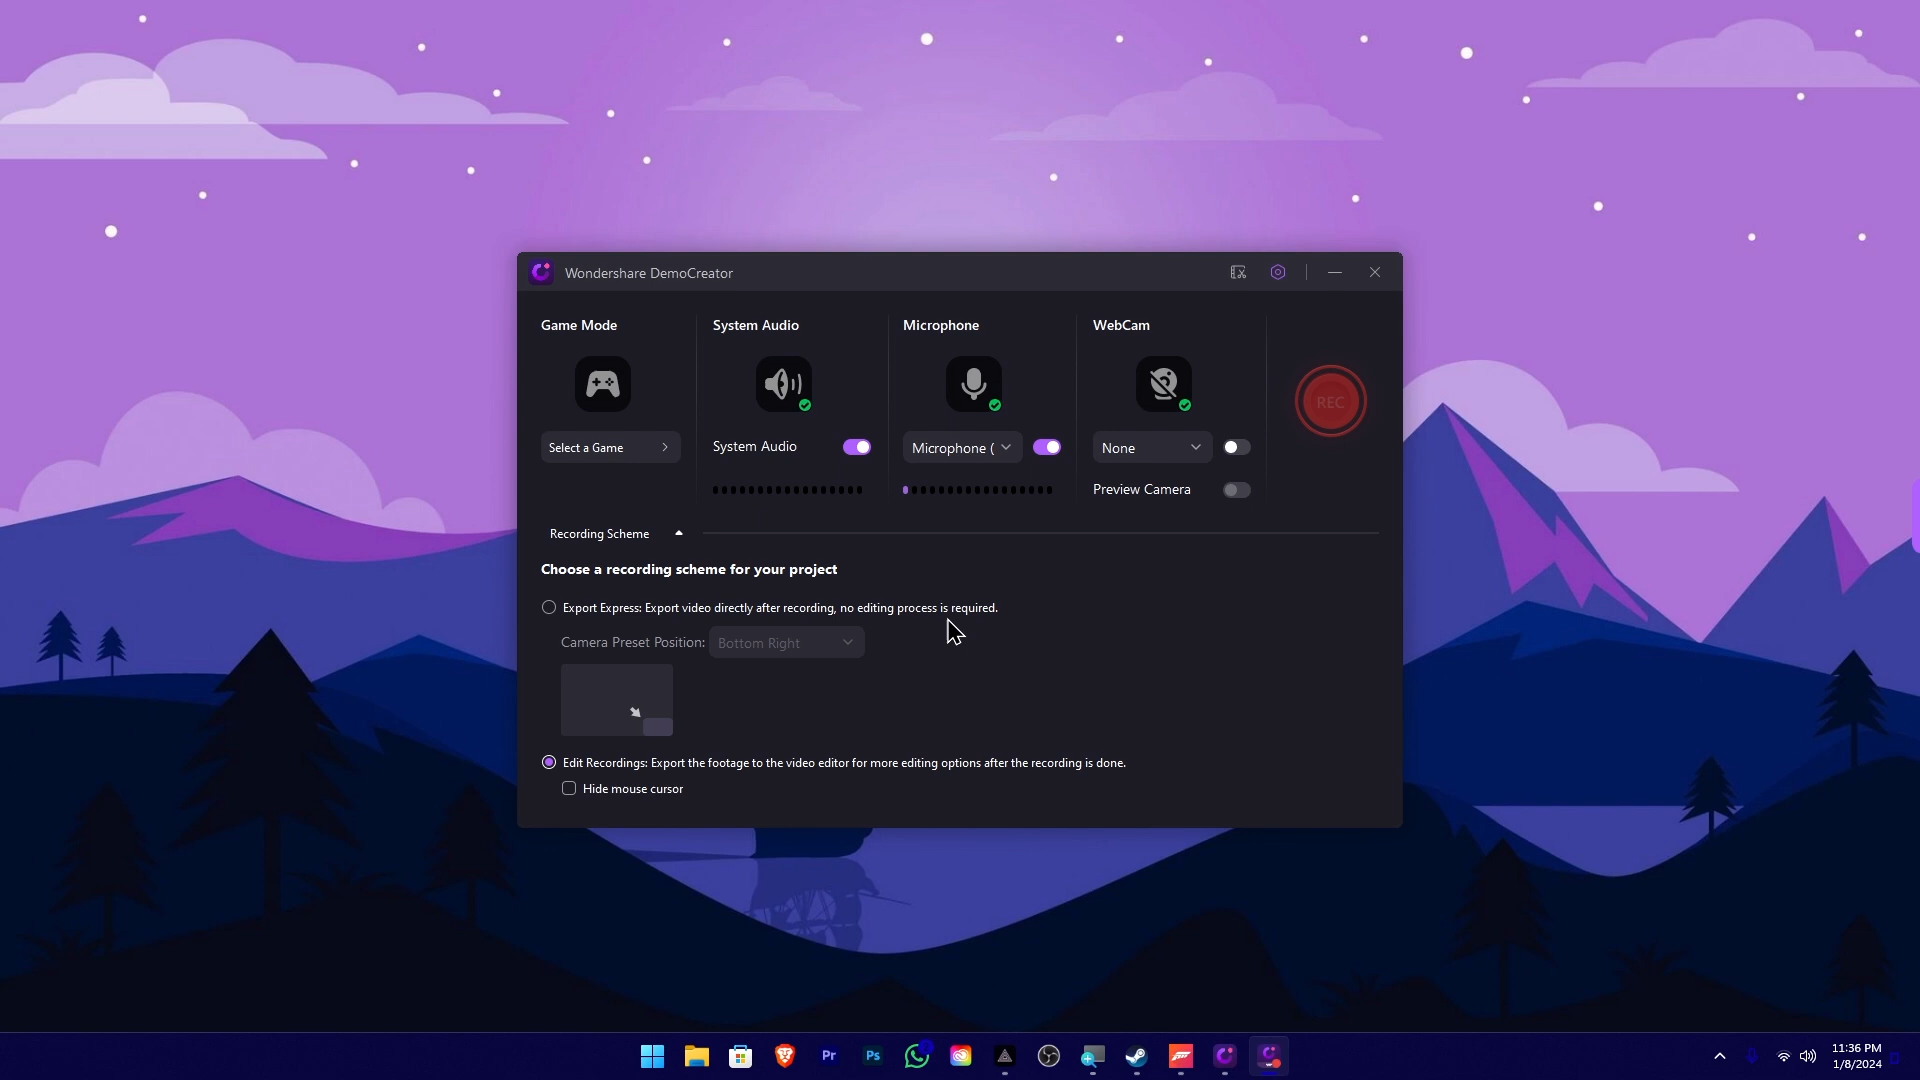 Wondershare DemoCreator
Game Mode
System Audio
Microphone
WebCam
REC
Select a Game
System Audio
Microphone (
None
Preview Camera
Recording Scheme
Choose a recording scheme for your project
Export Express: Export video directly after recording, no editing process is required.
Camera Preset Position:
Bottom Right
Edit Recordings: Export the footage to the video editor for more editing options after the recording is done.
Hide mouse cursor
Pr
Ps
11:36 PM
1/8/2024